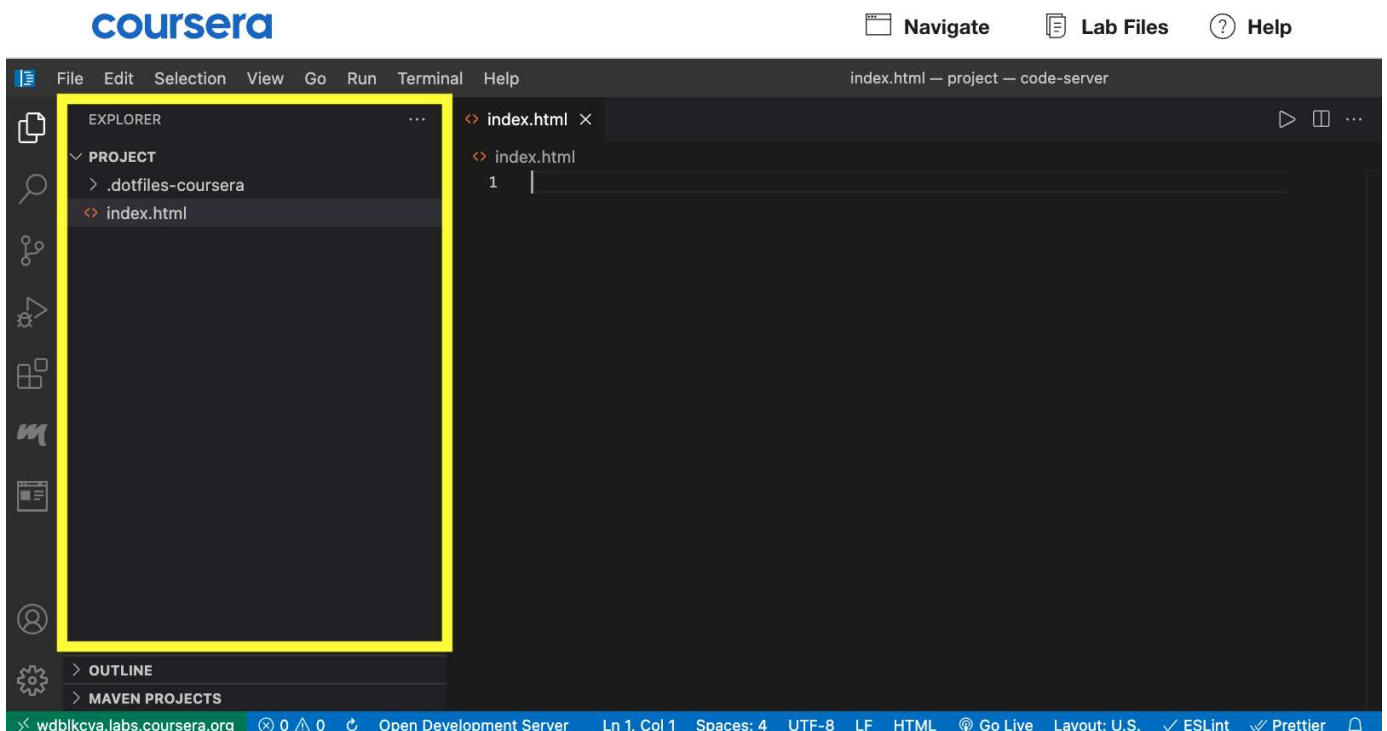 coursera
Navigate Lab Files ? Help
File Edit Selection View Go Run Terminal Help index.html — project — code-server
EXPLORER ··· <> index.html × ···
PROJECT <> index.html
> .dotfiles-coursera 1
<> index.html
> OUTLINE
> MAVEN PROJECTS
wdblkcva.labs.coursera.org 0 0 Open Development Server Ln 1, Col 1 Spaces: 4 UTF-8 LF HTML Go Live Layout: U.S. ✓ ESLint Prettier